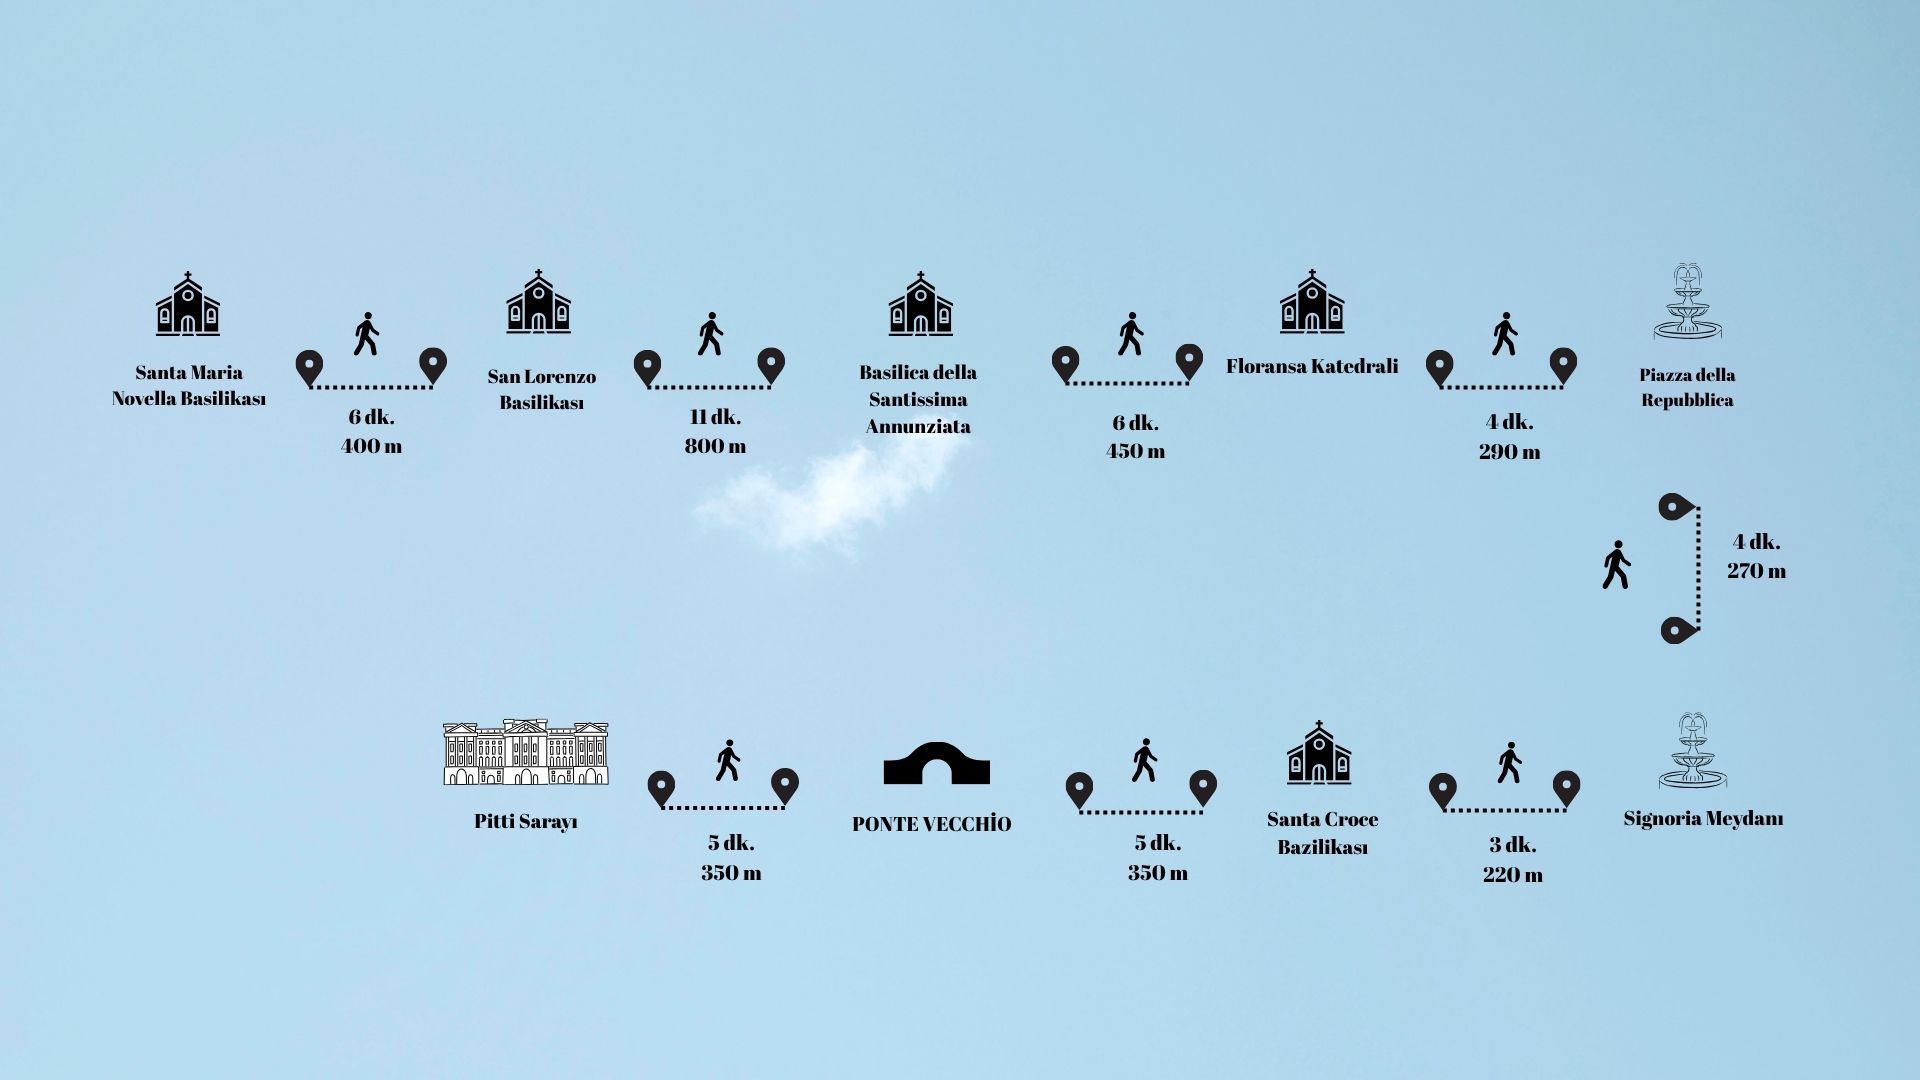 Santa Maria
Novella Basilikası
6 dk.
400 m
San Lorenzo
Basilikası
11 dk.
800 m
Basilica della
Santissima
Annunziata
6 dk.
450 m
Floransa Katedrali
4 dk.
290 m
Piazza della
Repubblica
4 dk.
270 m
Pitti Sarayı
5 dk.
350 m
PONTE VECCHİO
5 dk.
350 m
Santa Croce
Bazilikası
3 dk.
220 m
Signoria Meydanı